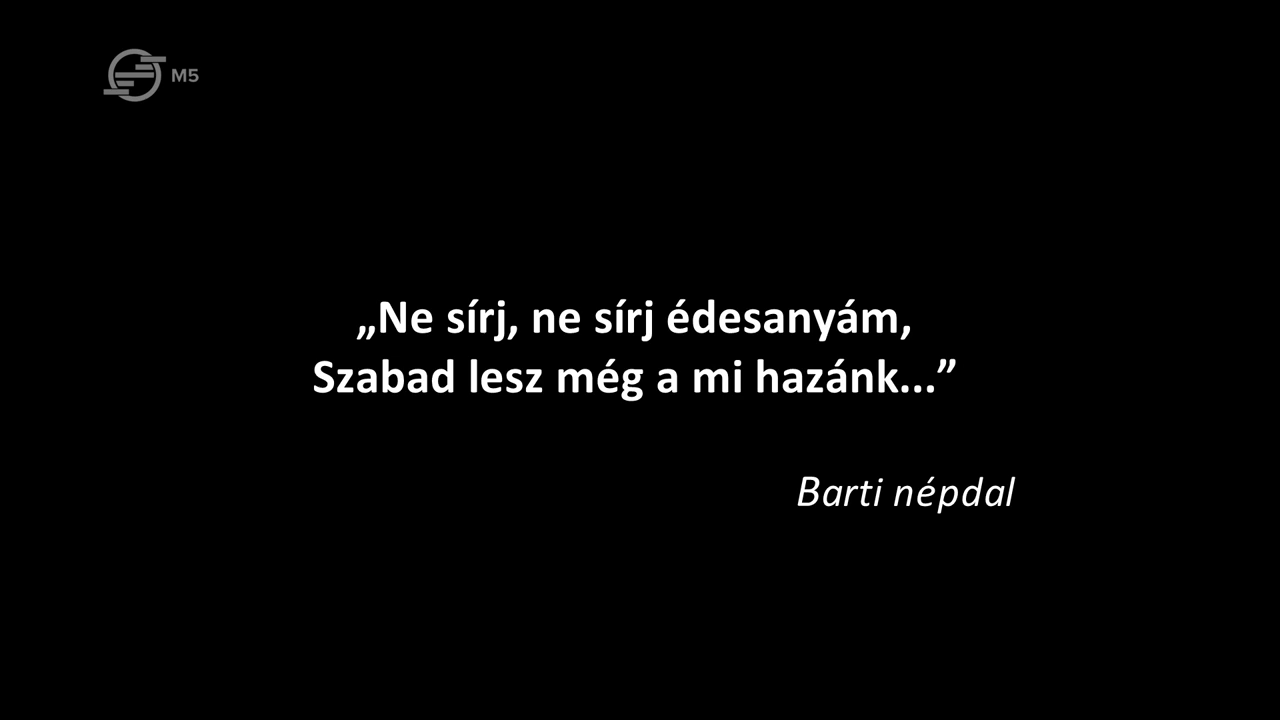 M5
„Ne sírj, ne sírj édesanyám,
Szabad lesz még a mi hazánk...”
Barti népdal